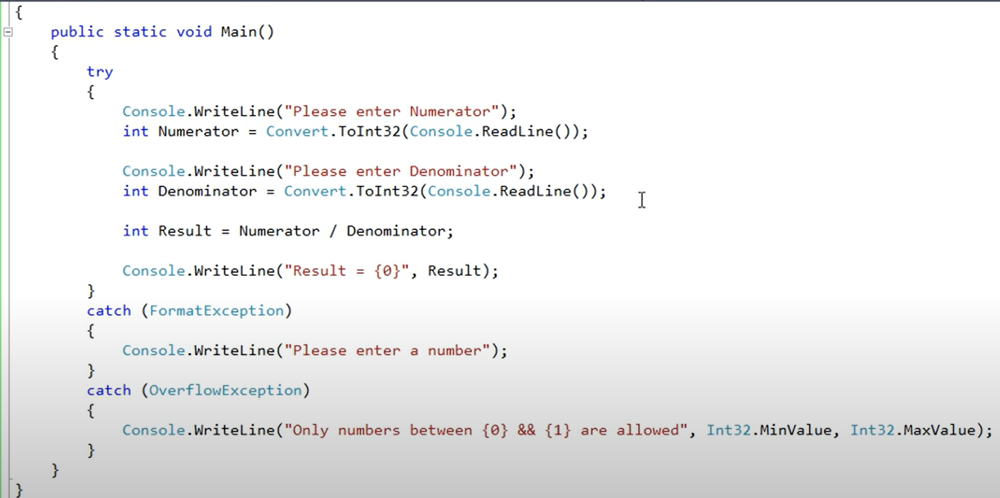 {
public static void Main()
{
try
{
Console.WriteLine("Please enter Numerator");
int Numerator = Convert.ToInt32(Console.ReadLine());
Console.WriteLine("Please enter Denominator");
int Denominator = Convert.ToInt32(Console.ReadLine());
int Result = Numerator / Denominator;
Console.WriteLine("Result = {0}", Result);
}
catch (FormatException)
{
Console.WriteLine("Please enter a number");
}
catch (OverflowException)
{
Console.WriteLine("Only numbers between {0} && {1} are allowed", Int32.MinValue, Int32.MaxValue);
}
}
}